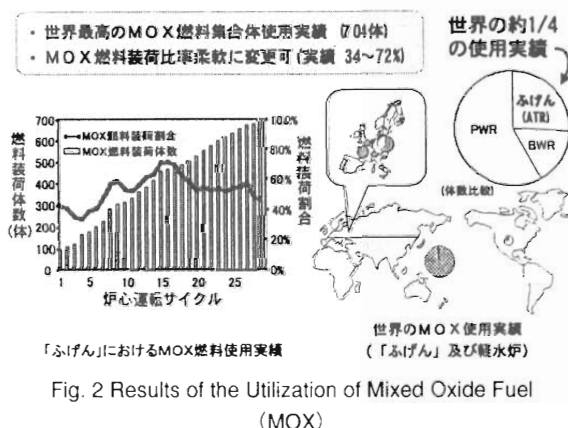 ・ 世界最高のMOX燃料集合体使用実績 (704体)
・ MOX燃料装荷比率柔軟に変更可(実績 34～72%)
世界の約1/4
の使用実績
ふげん
(ATR)
PWR
BWR
(体数比較)
燃料装荷体数(体)
700
600
500
400
300
200
100
0
MOX燃料装荷割合
MOX燃料装荷体数
100%
80%
60%
40%
20%
0%
燃料積荷割合
1 5 10 15 20 25
炉心運転サイクル
「ふげん」におけるMOX燃料使用実績
世界のMOX使用実績
(「ふげん」及び軽水炉)
Fig. 2 Results of the Utilization of Mixed Oxide Fuel
(MOX)